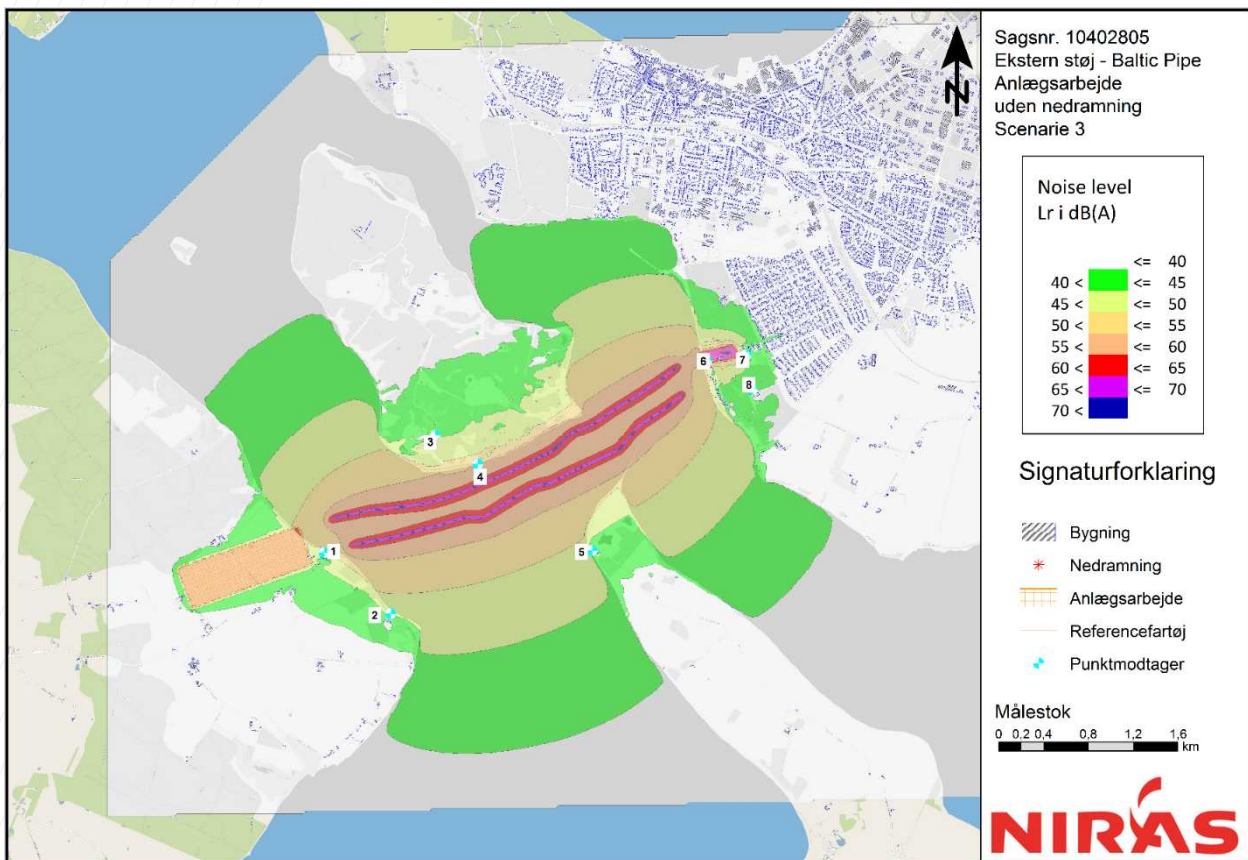 Sagsnr. 10402805
Ekstern støj - Baltic Pipe
Anlægsarbejde
uden nedramning
Scenarie 3
N
Noise level
Lr i dB(A)
<= 40
40 < <= 45
45 < <= 50
50 < <= 55
55 < <= 60
60 < <= 65
65 < <= 70
70 <
Signaturforklaring
Bygning
Nedramning
Anlægsarbejde
Referencefartøj
Punktmodtager
Målestok
0 0,2 0,4 0,8 1,2 1,6
km
NIRAS
6
7
8
3
4
1
5
2